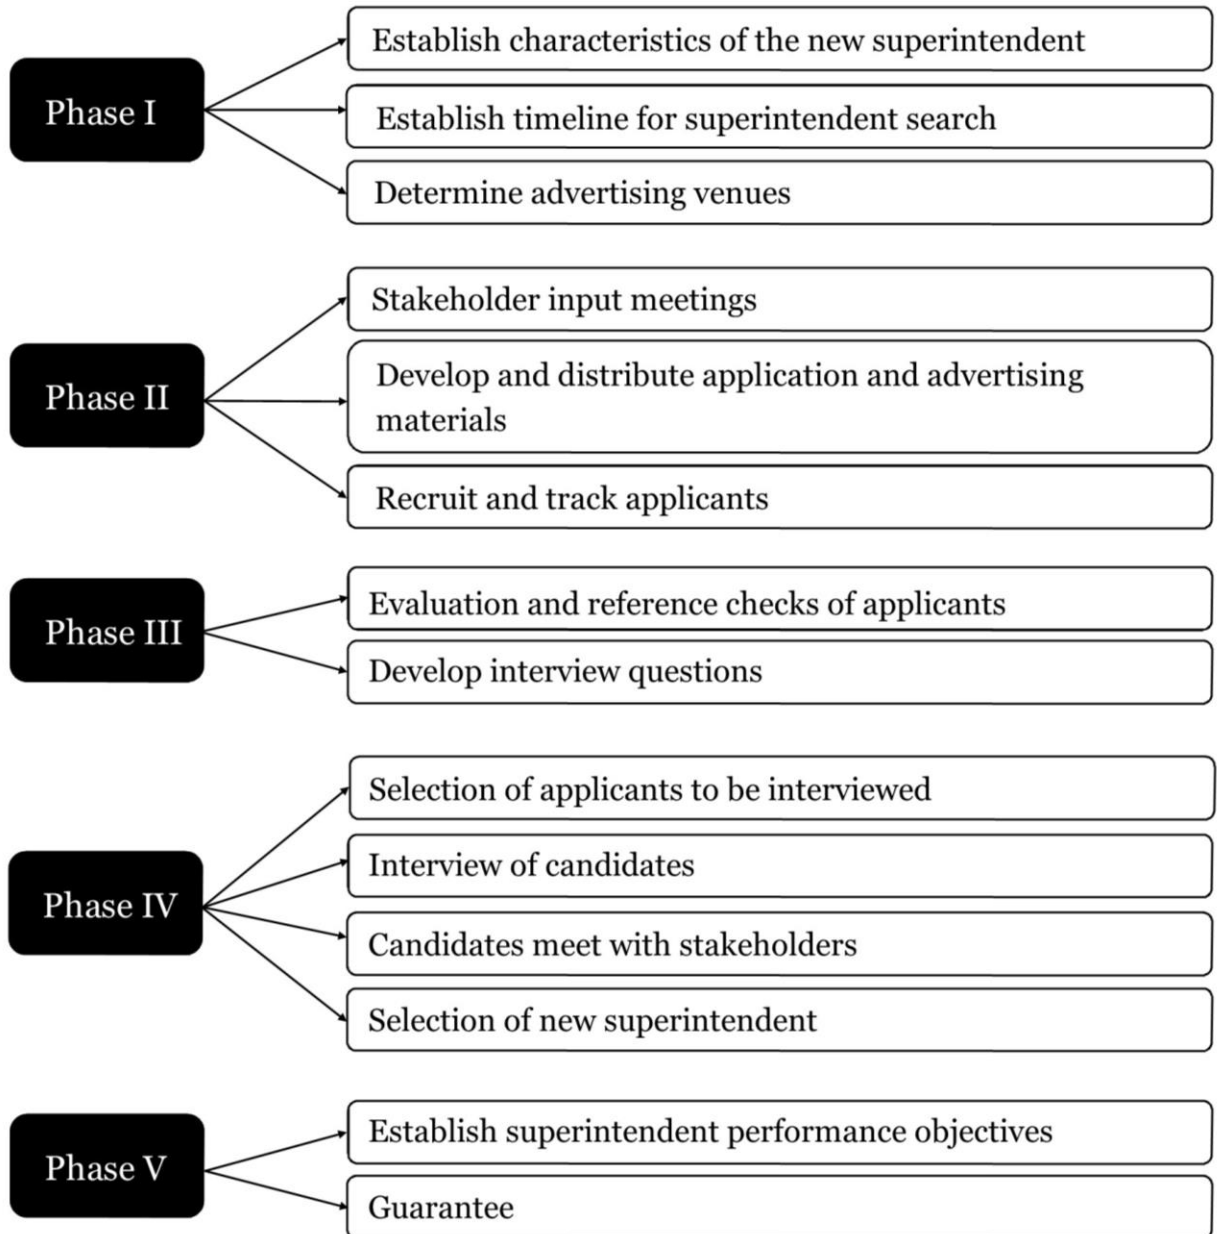 Phase I
Establish characteristics of the new superintendent
Establish timeline for superintendent search
Determine advertising venues
Phase II
Stakeholder input meetings
Develop and distribute application and advertising
materials
Recruit and track applicants
Phase III
Evaluation and reference checks of applicants
Develop interview questions
Phase IV
Selection of applicants to be interviewed
Interview of candidates
Candidates meet with stakeholders
Selection of new superintendent
Phase V
Establish superintendent performance objectives
Guarantee